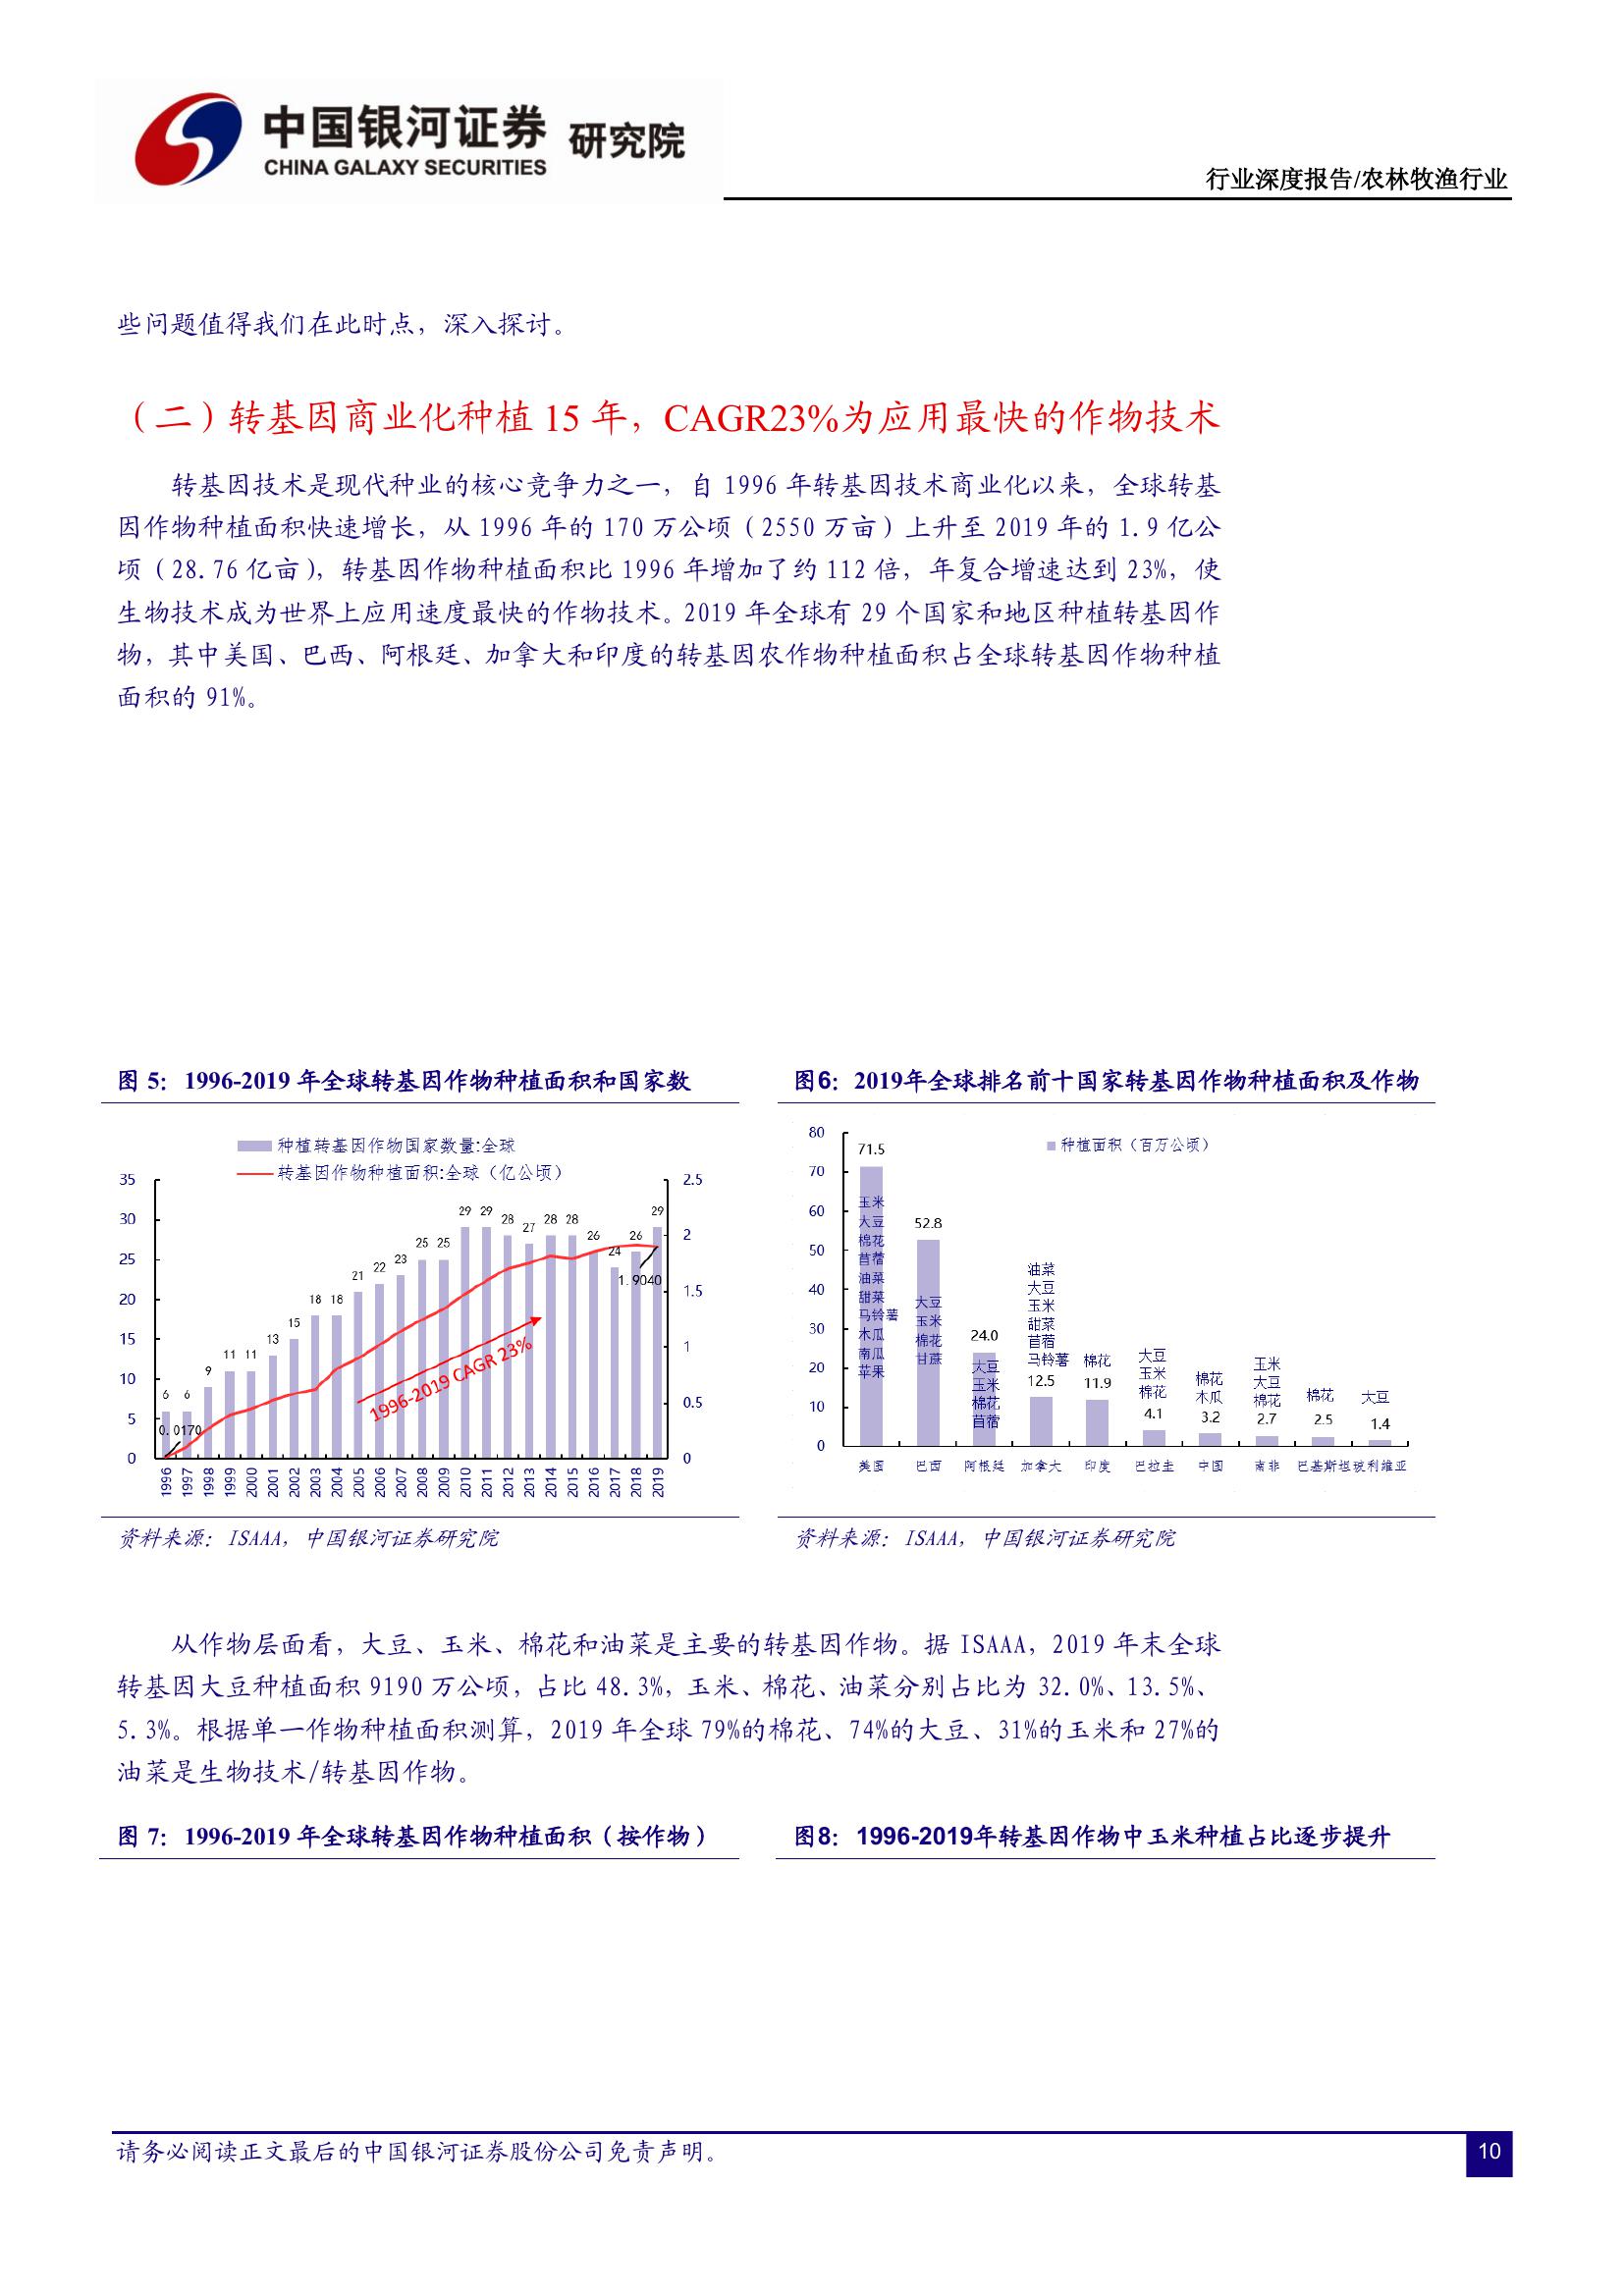 中国银河证券 研究院
CHINA GALAXY SECURITIES
行业深度报告/农林牧渔行业
些问题值得我们在此时点，深入探讨。
（二）转基因商业化种植 15 年，CAGR23%为应用最快的作物技术
转基因技术是现代种业的核心竞争力之一，自 1996 年转基因技术商业化以来，全球转基
因作物种植面积快速增长，从 1996 年的 170 万公顷（2550 万亩）上升至 2019 年的 1.9 亿公
顷（28.76 亿亩），转基因作物种植面积比 1996 年增加了约 112 倍，年复合增速达到 23%，使
生物技术成为世界上应用速度最快的作物技术。2019 年全球有 29 个国家和地区种植转基因作
物，其中美国、巴西、阿根廷、加拿大和印度的转基因农作物种植面积占全球转基因作物种植
面积的 91%。
图 5：1996-2019 年全球转基因作物种植面积和国家数
种植转基因作物国家数量:全球
转基因作物种植面积:全球（亿公顷）
35
30
25
20
15
10
5
0
2.5
2
1.5
1
0.5
0
6 6 9 11 11 13 15 18 18 21 22 23 25 25 29 29 28 27 28 28 26 24 26 29
0.0170
1.9040
1996-2019 CAGR 23%
1996 1997 1998 1999 2000 2001 2002 2003 2004 2005 2006 2007 2008 2009 2010 2011 2012 2013 2014 2015 2016 2017 2018 2019
资料来源：ISAAA，中国银河证券研究院
图6：2019年全球排名前十国家转基因作物种植面积及作物
种植面积（百万公顷）
80
70
60
50
40
30
20
10
0
71.5
玉米
大豆
棉花
苜蓿
油菜
甜菜
马铃薯
木瓜
南瓜
苹果
52.8
大豆
玉米
棉花
甘蔗
24.0
大豆
玉米
棉花
苜蓿
油菜
大豆
玉米
甜菜
苜蓿
马铃薯
12.5
棉花
11.9
大豆
玉米
棉花
4.1
棉花
木瓜
3.2
玉米
大豆
棉花
2.7
棉花
2.5
大豆
1.4
美国 巴西 阿根廷 加拿大 印度 巴拉圭 中国 南非 巴基斯坦 玻利维亚
资料来源：ISAAA，中国银河证券研究院
从作物层面看，大豆、玉米、棉花和油菜是主要的转基因作物。据 ISAAA，2019 年末全球
转基因大豆种植面积 9190 万公顷，占比 48.3%，玉米、棉花、油菜分别占比为 32.0%、13.5%、
5.3%。根据单一作物种植面积测算，2019 年全球 79%的棉花、74%的大豆、31%的玉米和 27%的
油菜是生物技术/转基因作物。
图 7：1996-2019 年全球转基因作物种植面积（按作物）
图8：1996-2019年转基因作物中玉米种植占比逐步提升
请务必阅读正文最后的中国银河证券股份公司免责声明。
10